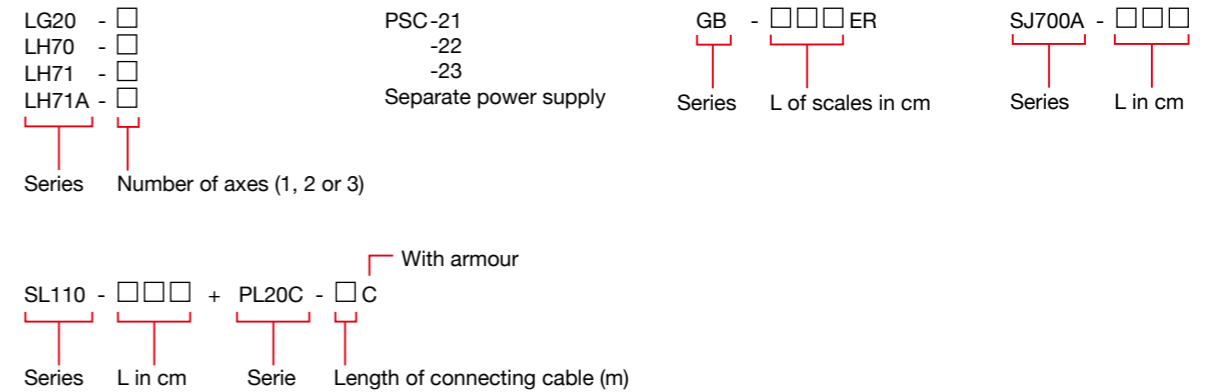 LG20 - □
LH70 - □
LH71 - □
LH71A - □
Series Number of axes (1, 2 or 3)
PSC-21
-22
-23
Separate power supply
GB - □□□ER
Series L of scales in cm
SJ700A - □□□
Series L in cm
With armour
SL110 - □□□ + PL20C - □C
Series L in cm Serie Length of connecting cable (m)